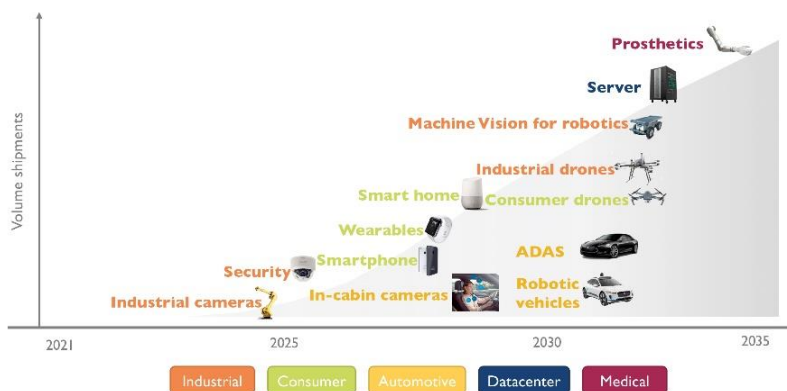 Prosthetics
Server
Machine Vision for robotics
Industrial drones
Smart home
Consumer drones
Wearables
ADAS
Smartphone
Security
In-cabin cameras
Robotic
vehicles
Industrial cameras
Volume shipments
2021
2025
2030
2035
Industrial
Consumer
Automotive
Datacenter
Medical